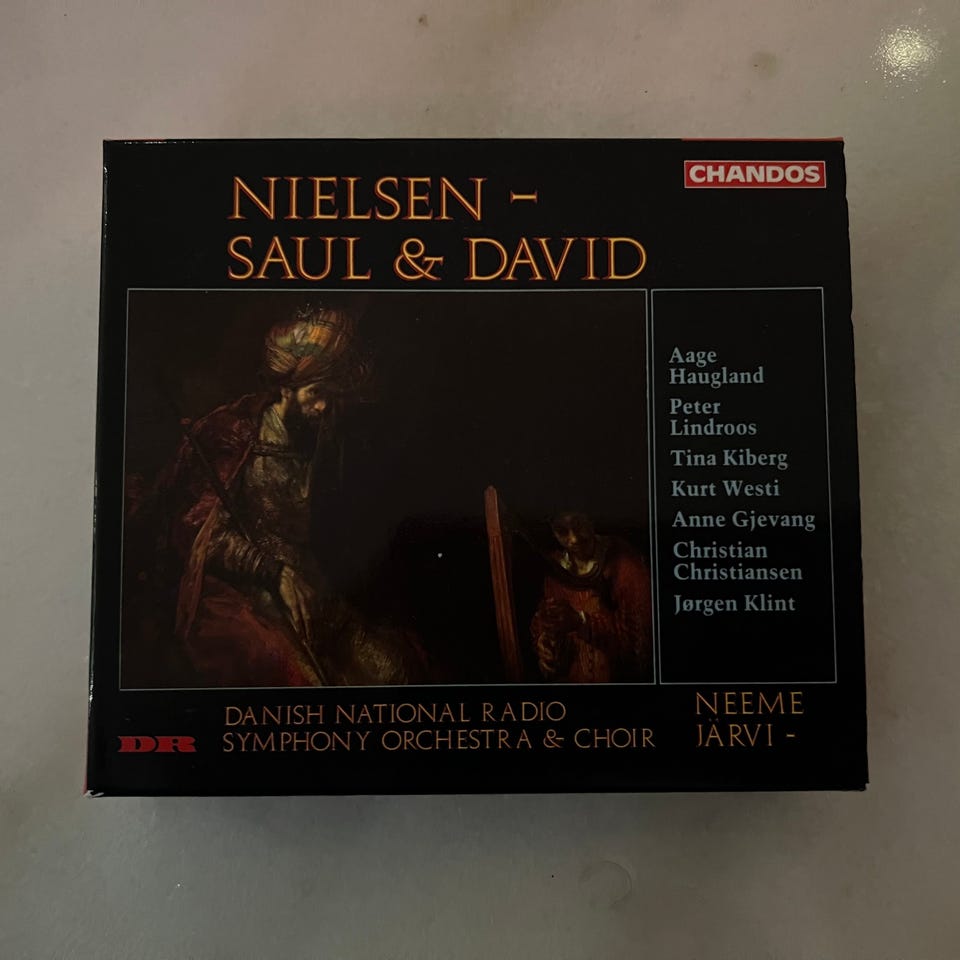 CHANDOS
NIELSEN -
SAUL & DAVID
Aage
Haugland
Peter
Lindroos
Tina Kiberg
Kurt Westi
Anne Gjevang
Christian
Christiansen
Jørgen Klint
DR
DANISH NATIONAL RADIO
SYMPHONY ORCHESTRA & CHOIR
NEEME
JÄRVI -